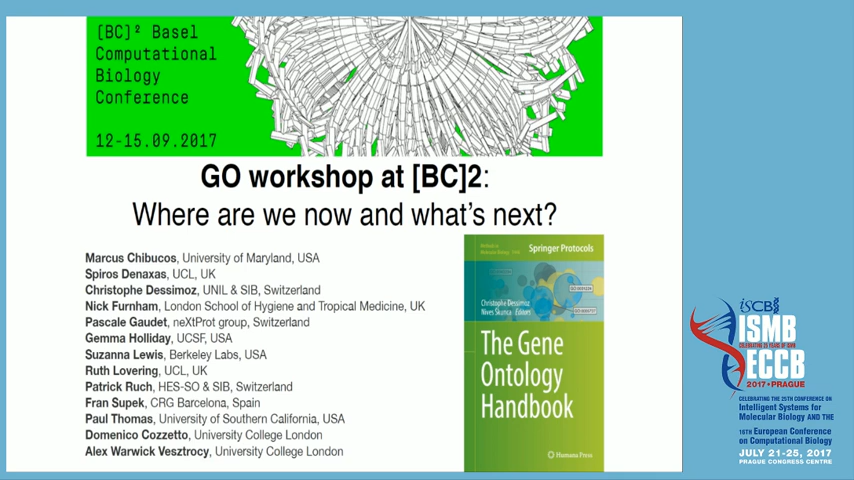 [BC]² Basel
Computational
Biology
Conference
12-15.09.2017
GO workshop at [BC]2:
Where are we now and what's next?
Marcus Chibucos, University of Maryland, USA
Spiros Denaxas, UCL, UK
Christophe Dessimoz, UNIL & SIB, Switzerland
Nick Furnham, London School of Hygiene and Tropical Medicine, UK
Pascale Gaudet, neXtProt group, Switzerland
Gemma Holliday, UCSF, USA
Suzanna Lewis, Berkeley Labs, USA
Ruth Lovering, UCL, UK
Patrick Ruch, HES-SO & SIB, Switzerland
Fran Supek, CRG Barcelona, Spain
Paul Thomas, University of Southern California, USA
Domenico Cozzetto, University College London
Alex Warwick Vesztrocy, University College London
Springer Protocols
Christophe Dessimoz
Nives Škunca Editors
The Gene
Ontology
Handbook
Humana Press
iSCB
ISMB
CELEBRATING 25 YEARS OF ISMB
ECCB
2017 • PRAGUE
CELEBRATING THE 25TH CONFERENCE ON
Intelligent Systems for
Molecular Biology AND THE
16TH European Conference
on Computational Biology
JULY 21-25, 2017
PRAGUE CONGRESS CENTRE